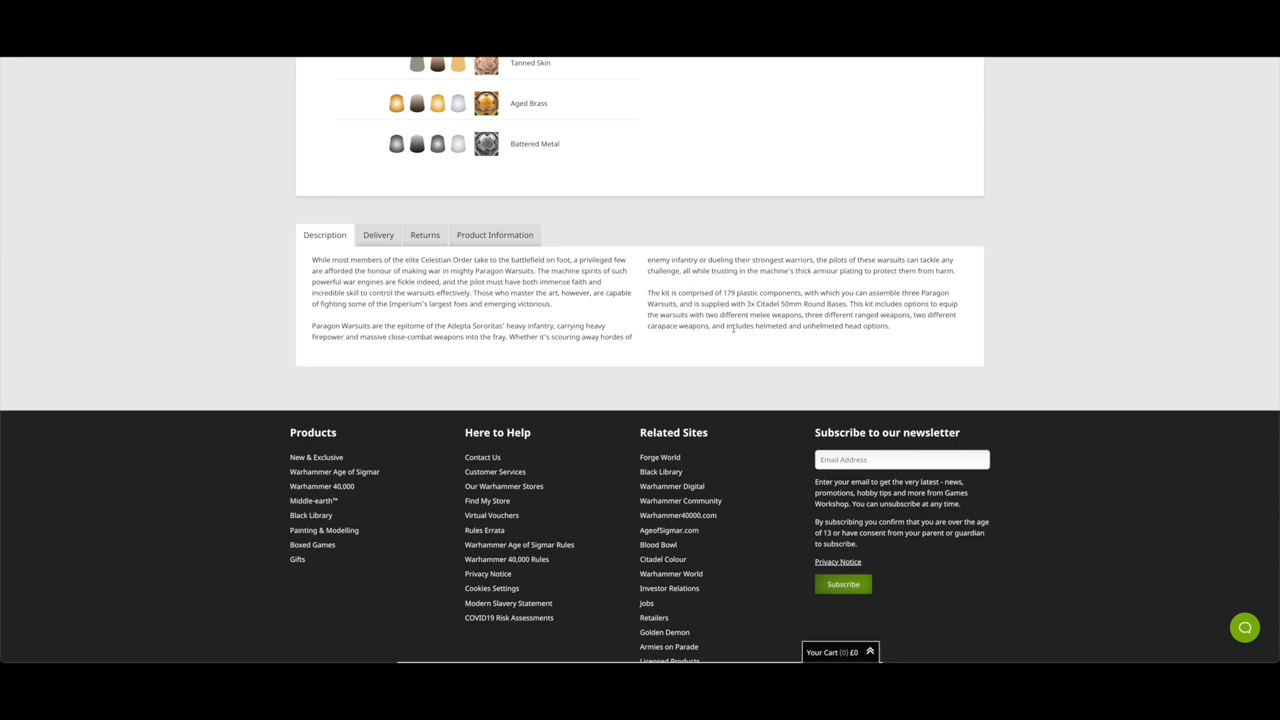 Tanned Skin
Aged Brass
Battered Metal
Description
Delivery
Returns
Product Information
While most members of the elite Celestian Order take to the battlefield on foot, a privileged few
are afforded the honour of making war in mighty Paragon Warsuits. The machine spirits of such
powerful war engines are fickle indeed, and the pilot must have both immense faith and
incredible skill to control the warsuits effectively. Those who master the art, however, are capable
of fighting some of the Imperium's largest foes and emerging victorious.
Paragon Warsuits are the epitome of the Adepta Sororitas' heavy infantry, carrying heavy
firepower and massive close-combat weapons into the fray. Whether it's scouring away hordes of
enemy infantry or dueling their strongest warriors, the pilots of these warsuits can tackle any
challenge, all while trusting in the machine's thick armour plating to protect them from harm.
The kit is comprised of 179 plastic components, with which you can assemble three Paragon
Warsuits, and is supplied with 3x Citadel 50mm Round Bases. This kit includes options to equip
the warsuits with two different melee weapons, three different ranged weapons, two different
carapace weapons, and includes helmeted and unhelmeted head options.
Products
New & Exclusive
Warhammer Age of Sigmar
Warhammer 40,000
Middle-earth™
Black Library
Painting & Modelling
Boxed Games
Gifts
Here to Help
Contact Us
Customer Services
Our Warhammer Stores
Find My Store
Virtual Vouchers
Rules Errata
Warhammer Age of Sigmar Rules
Warhammer 40,000 Rules
Privacy Notice
Cookies Settings
Modern Slavery Statement
COVID19 Risk Assessments
Related Sites
Forge World
Black Library
Warhammer Digital
Warhammer Community
Warhammer40000.com
AgeofSigmar.com
Blood Bowl
Citadel Colour
Warhammer World
Investor Relations
Jobs
Retailers
Golden Demon
Armies on Parade
Licensed Products
Subscribe to our newsletter
Email Address
Enter your email to get the very latest - news,
promotions, hobby tips and more from Games
Workshop. You can unsubscribe at any time.
By subscribing you confirm that you are over the age
of 13 or have consent from your parent or guardian
to subscribe.
Privacy Notice
Subscribe
Your Cart (0) £0